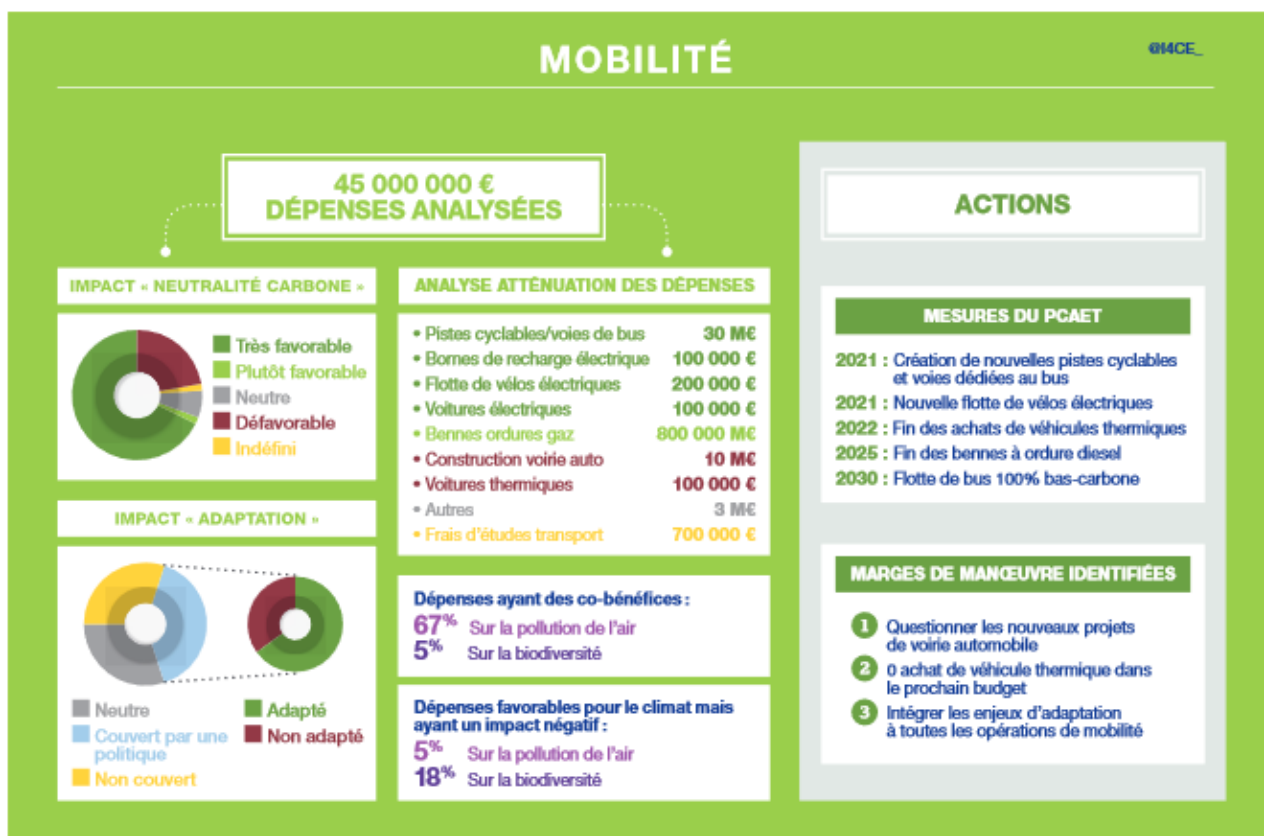 MOBILITÉ
@I4CE_
45 000 000 €
DÉPENSES ANALYSÉES
IMPACT « NEUTRALITÉ CARBONE »
Très favorable
Plutôt favorable
Neutre
Défavorable
Indéfini
IMPACT « ADAPTATION »
Neutre
Couvert par une
politique
Non couvert
Adapté
Non adapté
ANALYSE ATTÉNUATION DES DÉPENSES
• Pistes cyclables/voies de bus 30 M€
• Bornes de recharge électrique 100 000 €
• Flotte de vélos électriques 200 000 €
• Voitures électriques 100 000 €
• Bennes ordures gaz 800 000 M€
• Construction voirie auto 10 M€
• Voitures thermiques 100 000 €
• Autres 3 M€
• Frais d'études transport 700 000 €
Dépenses ayant des co-bénéfices :
67% Sur la pollution de l'air
5% Sur la biodiversité
Dépenses favorables pour le climat mais
ayant un impact négatif :
5% Sur la pollution de l'air
18% Sur la biodiversité
ACTIONS
MESURES DU PCAET
2021 : Création de nouvelles pistes cyclables
et voies dédiées au bus
2021 : Nouvelle flotte de vélos électriques
2022 : Fin des achats de véhicules thermiques
2025 : Fin des bennes à ordure diesel
2030 : Flotte de bus 100% bas-carbone
MARGES DE MANŒUVRE IDENTIFIÉES
1 Questionner les nouveaux projets
de voirie automobile
2 0 achat de véhicule thermique dans
le prochain budget
3 Intégrer les enjeux d'adaptation
à toutes les opérations de mobilité